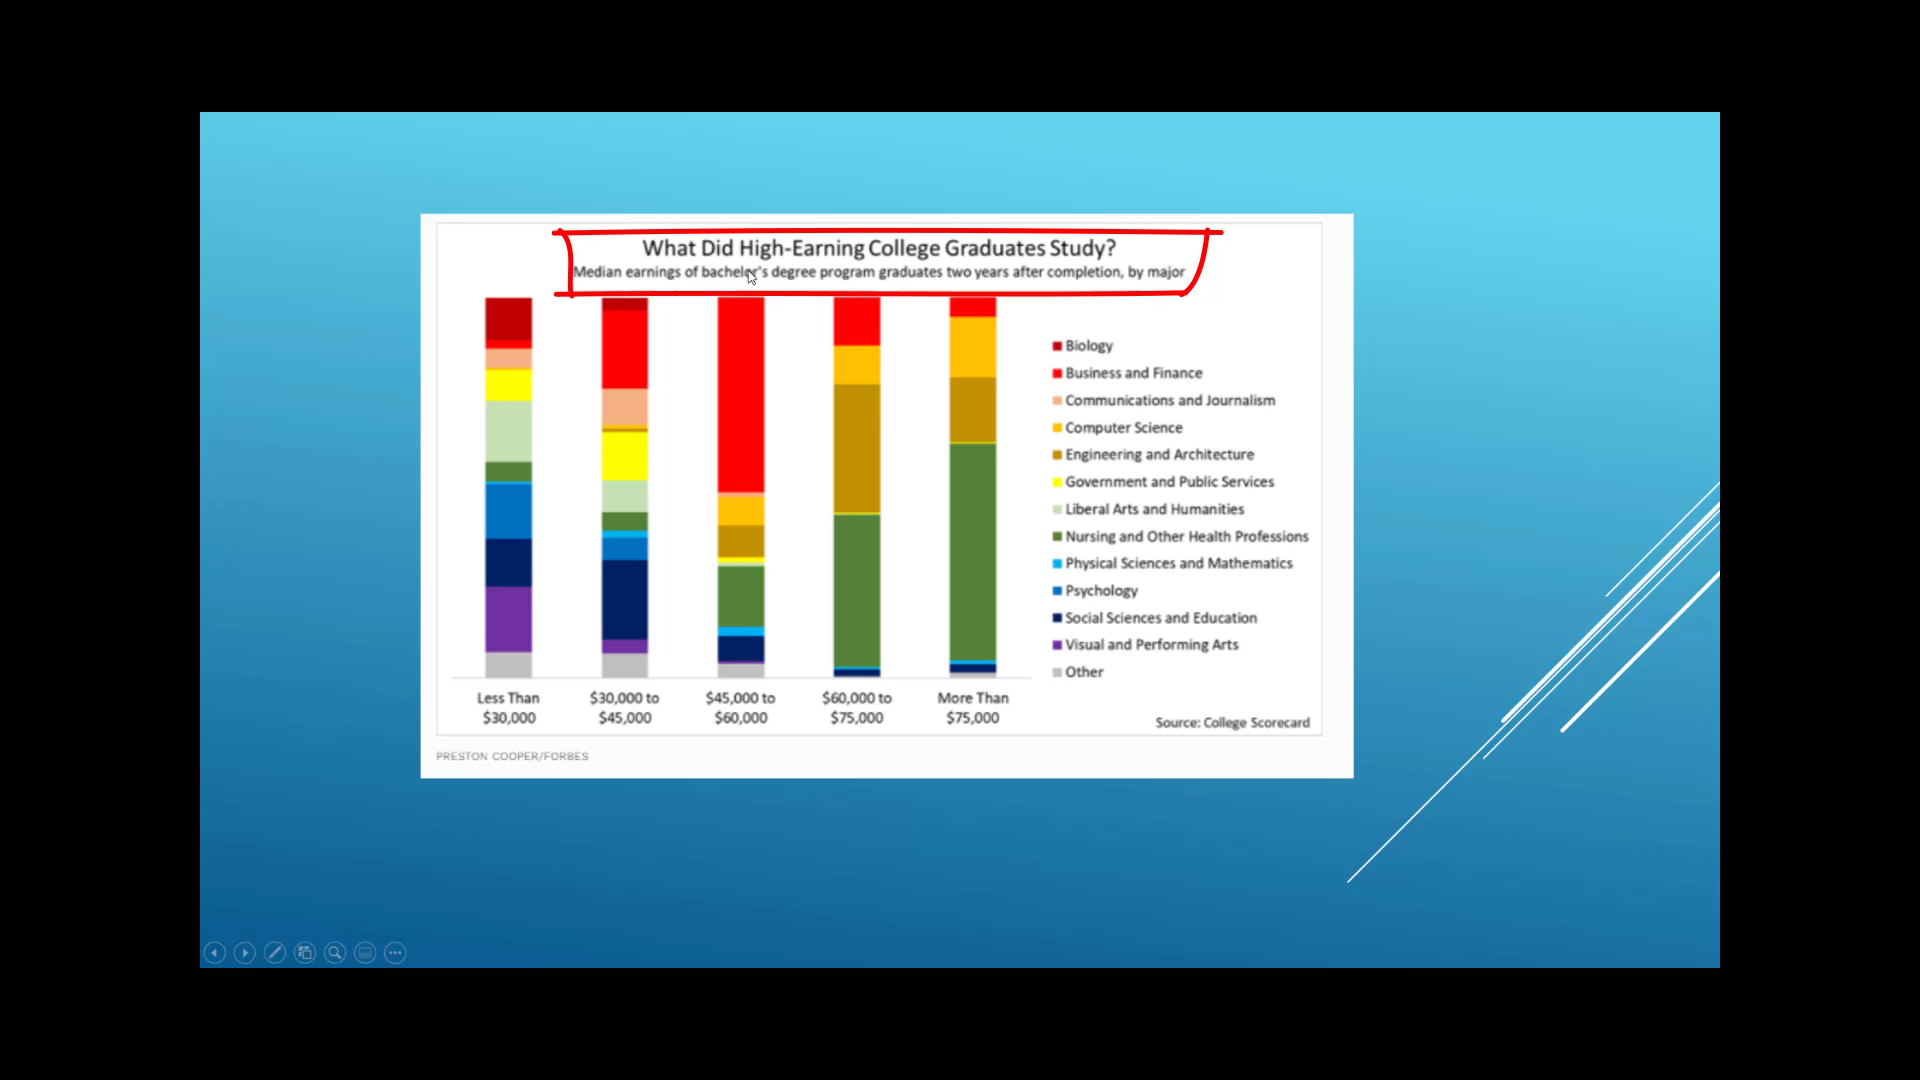 What Did High-Earning College Graduates Study?
Median earnings of bachelor's degree program graduates two years after completion, by major
Biology
Business and Finance
Communications and Journalism
Computer Science
Engineering and Architecture
Government and Public Services
Liberal Arts and Humanities
Nursing and Other Health Professions
Physical Sciences and Mathematics
Psychology
Social Sciences and Education
Visual and Performing Arts
Other
Less Than
$30,000
$30,000 to
$45,000
$45,000 to
$60,000
$60,000 to
$75,000
More Than
$75,000
Source: College Scorecard
PRESTON COOPER/FORBES